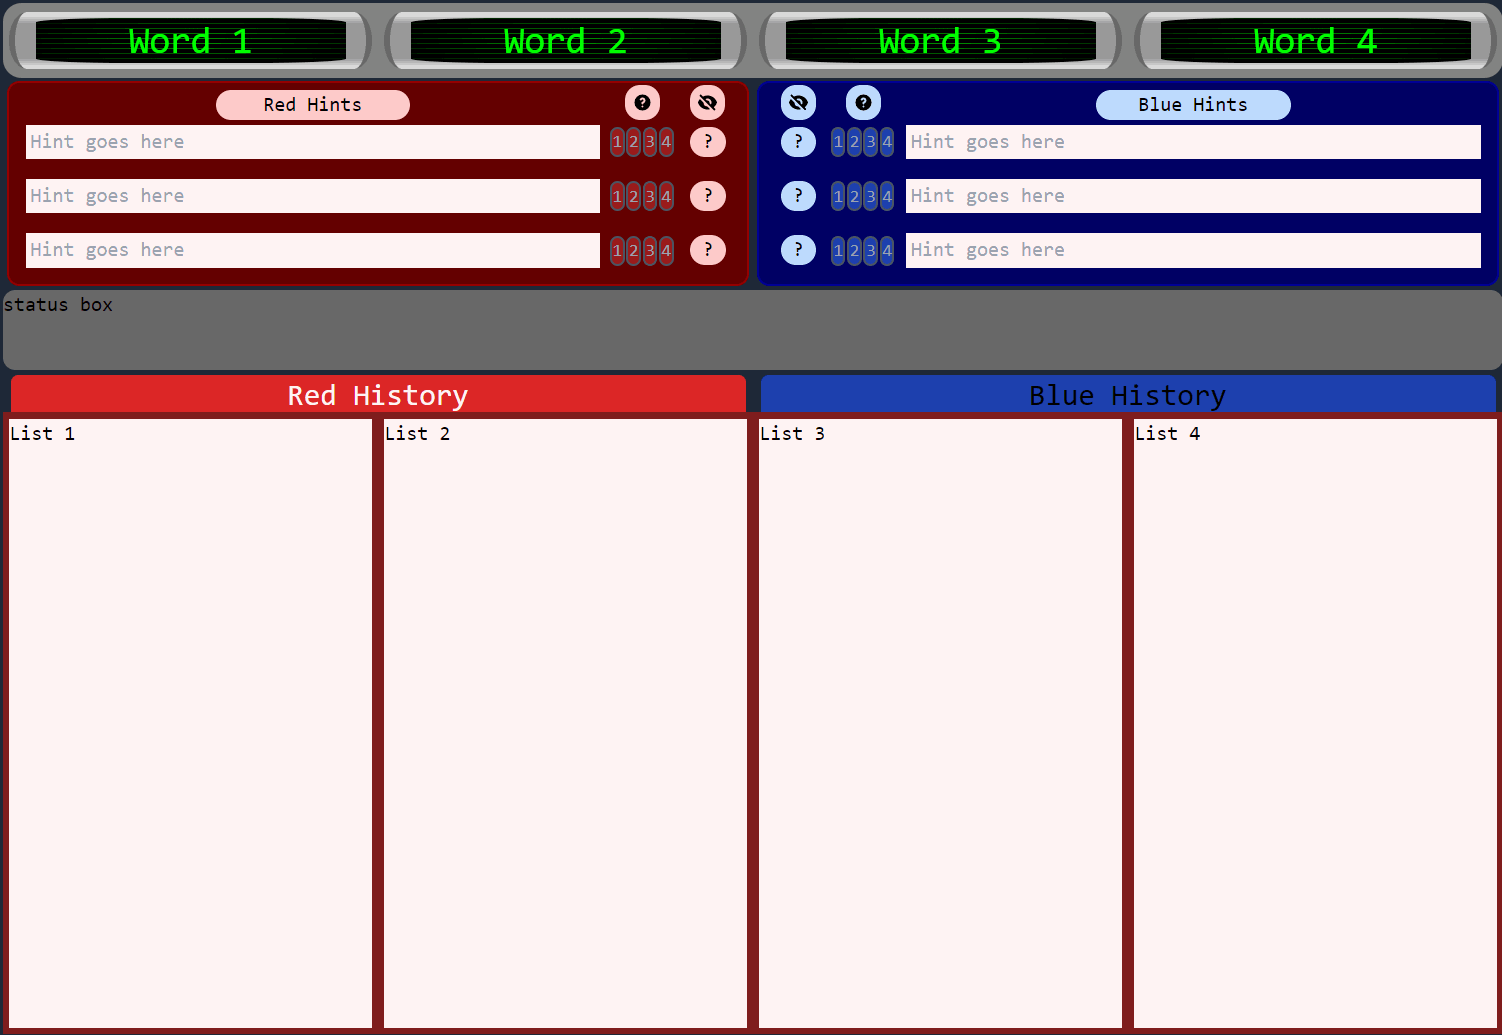 Word 1 Word 2 Word 3 Word 4
Red Hints ? Blue Hints ?
Hint goes here 1 2 3 4 ?
Hint goes here 1 2 3 4 ?
Hint goes here 1 2 3 4 ?
? 1 2 3 4 Hint goes here
? 1 2 3 4 Hint goes here
? 1 2 3 4 Hint goes here
status box
Red History Blue History
List 1 List 2 List 3 List 4